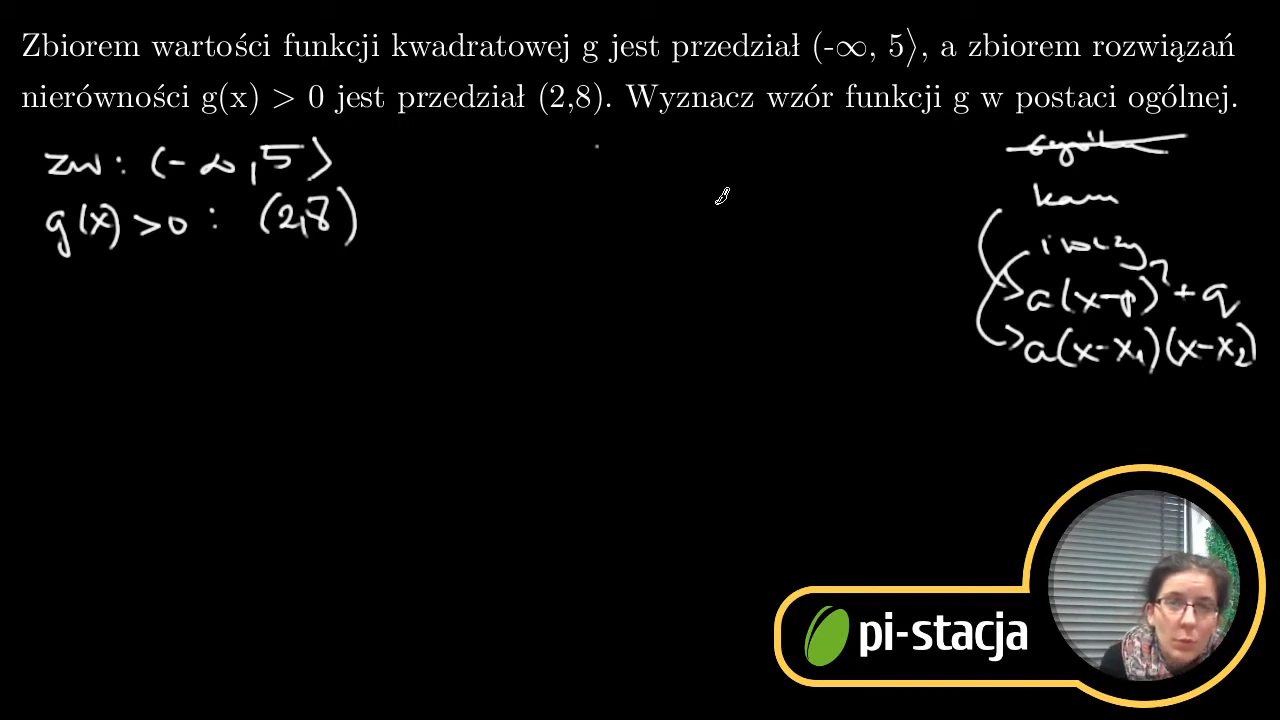 Zbiorem wartości funkcji kwadratowej g jest przedział (-∞, 5⟩, a zbiorem rozwiązań
nierówności g(x) > 0 jest przedział (2,8). Wyznacz wzór funkcji g w postaci ogólnej.
zw: (-∞, 5⟩
g(x) > 0 : (2,8)
kan
iloczy
a(x-p)² + q
a(x-x₁)(x-x₂)
pi-stacja